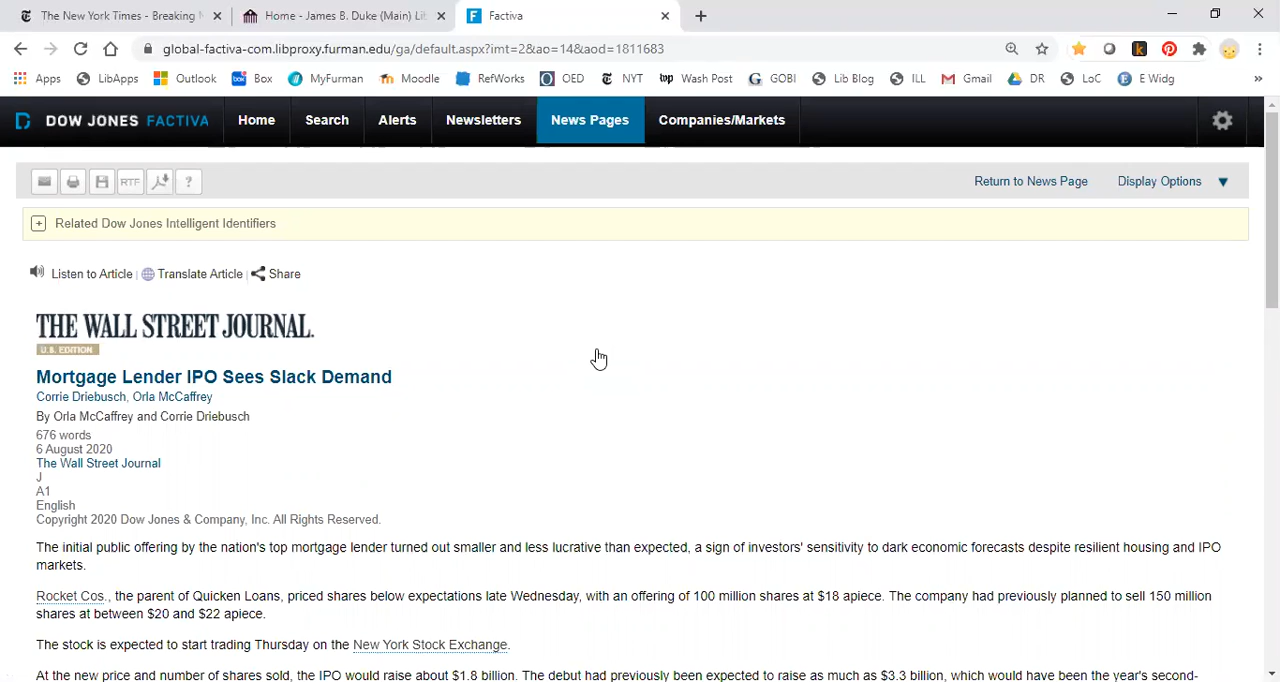 The New York Times - Breaking N
Home - James B. Duke (Main) Lib
Factiva
global-factiva-com.libproxy.furman.edu/ga/default.aspx?imt=2&ao=14&aod=1811683
Apps LibApps Outlook Box MyFurman Moodle RefWorks OED NYT Wash Post GOBI Lib Blog ILL Gmail DR LoC E Widg »
DOW JONES FACTIVA Home Search Alerts Newsletters News Pages Companies/Markets
RTF ? Return to News Page Display Options
+ Related Dow Jones Intelligent Identifiers
Listen to Article | Translate Article | Share
THE WALL STREET JOURNAL.
U.S. EDITION
Mortgage Lender IPO Sees Slack Demand
Corrie Driebusch, Orla McCaffrey
By Orla McCaffrey and Corrie Driebusch
676 words
6 August 2020
The Wall Street Journal
J
A1
English
Copyright 2020 Dow Jones & Company, Inc. All Rights Reserved.
The initial public offering by the nation's top mortgage lender turned out smaller and less lucrative than expected, a sign of investors' sensitivity to dark economic forecasts despite resilient housing and IPO
markets.
Rocket Cos., the parent of Quicken Loans, priced shares below expectations late Wednesday, with an offering of 100 million shares at $18 apiece. The company had previously planned to sell 150 million
shares at between $20 and $22 apiece.
The stock is expected to start trading Thursday on the New York Stock Exchange.
At the new price and number of shares sold, the IPO would raise about $1.8 billion. The debut had previously been expected to raise as much as $3.3 billion, which would have been the year's second-